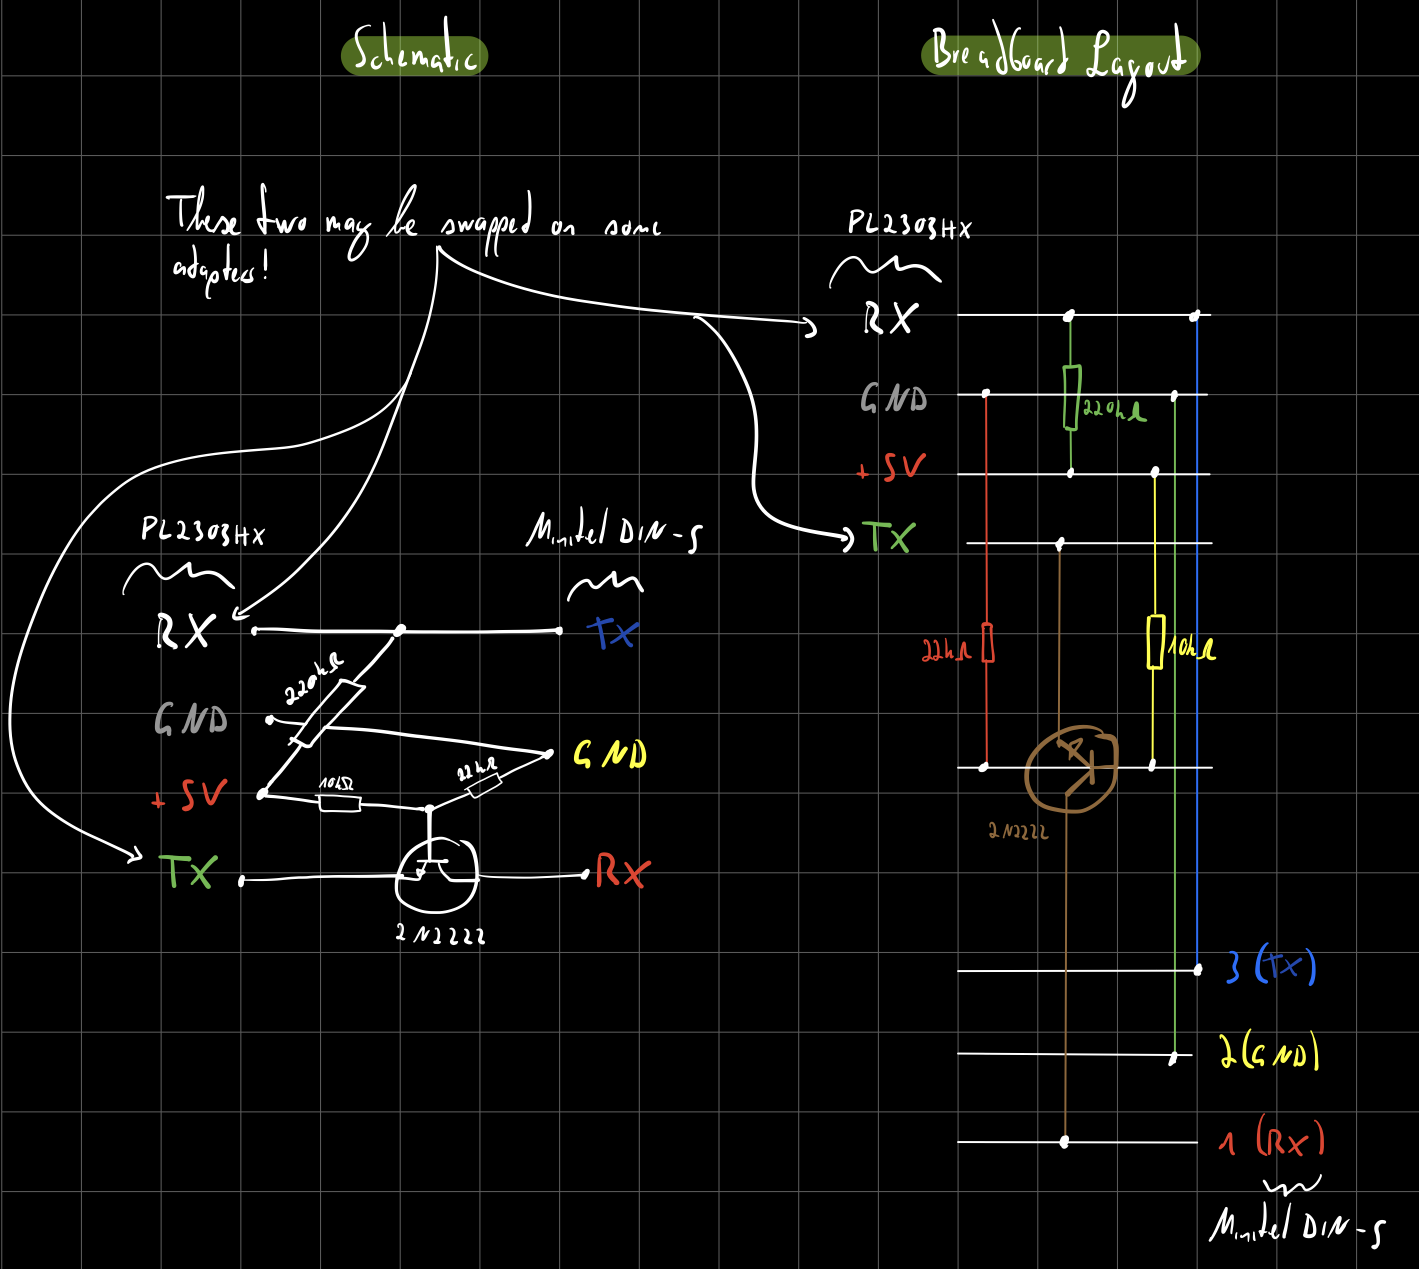 Schematic
Breadboard Layout
These two may be swapped on some
adapters!
PL2303HX
RX
GND
+5V
TX
220kΩ
10kΩ
22kΩ
2N2222
Minitel DIN-5
TX
GND
RX
PL2303HX
RX
GND
+5V
TX
220kΩ
22kΩ
10kΩ
2N2222
3 (TX)
2 (GND)
1 (RX)
Minitel DIN-5